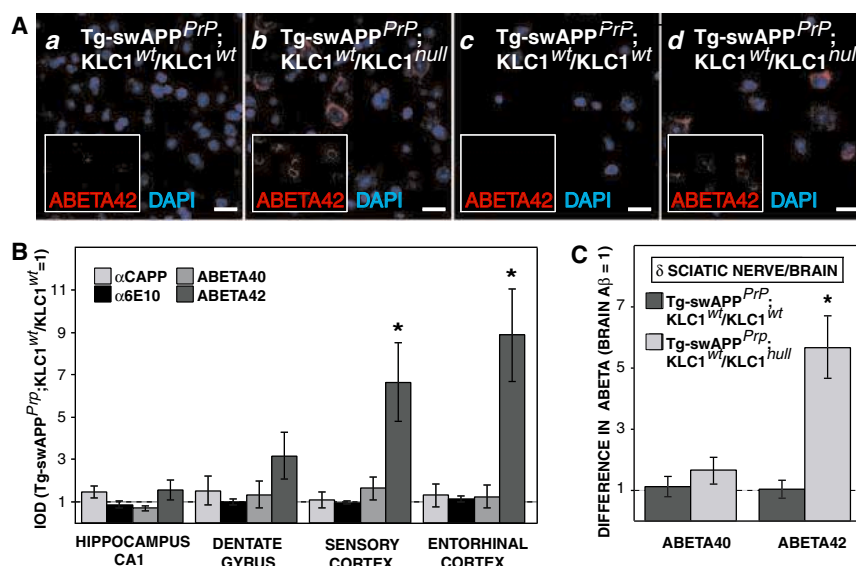 A
a Tg-swAPP^PrP; KLC1^wt/KLC1^wt
b Tg-swAPP^PrP; KLC1^wt/KLC1^null
c Tg-swAPP^PrP; KLC1^wt/KLC1^wt
d Tg-swAPP^PrP; KLC1^wt/KLC1^null
ABETA42 DAPI
ABETA42 DAPI
ABETA42 DAPI
ABETA42 DAPI
B
IOD (Tg-swAPP^Prp;KLC1^wt/KLC1^wt=1)
11
9
7
5
3
1
αCAPP
α6E10
ABETA40
ABETA42
*
*
HIPPOCAMPUS CA1
DENTATE GYRUS
SENSORY CORTEX
ENTORHINAL CORTEX
C
DIFFERENCE IN ABETA (BRAIN Aβ = 1)
δ SCIATIC NERVE/BRAIN
7
5
3
1
Tg-swAPP^PrP; KLC1^wt/KLC1^wt
Tg-swAPP^Prp; KLC1^wt/KLC1^null
*
ABETA40
ABETA42